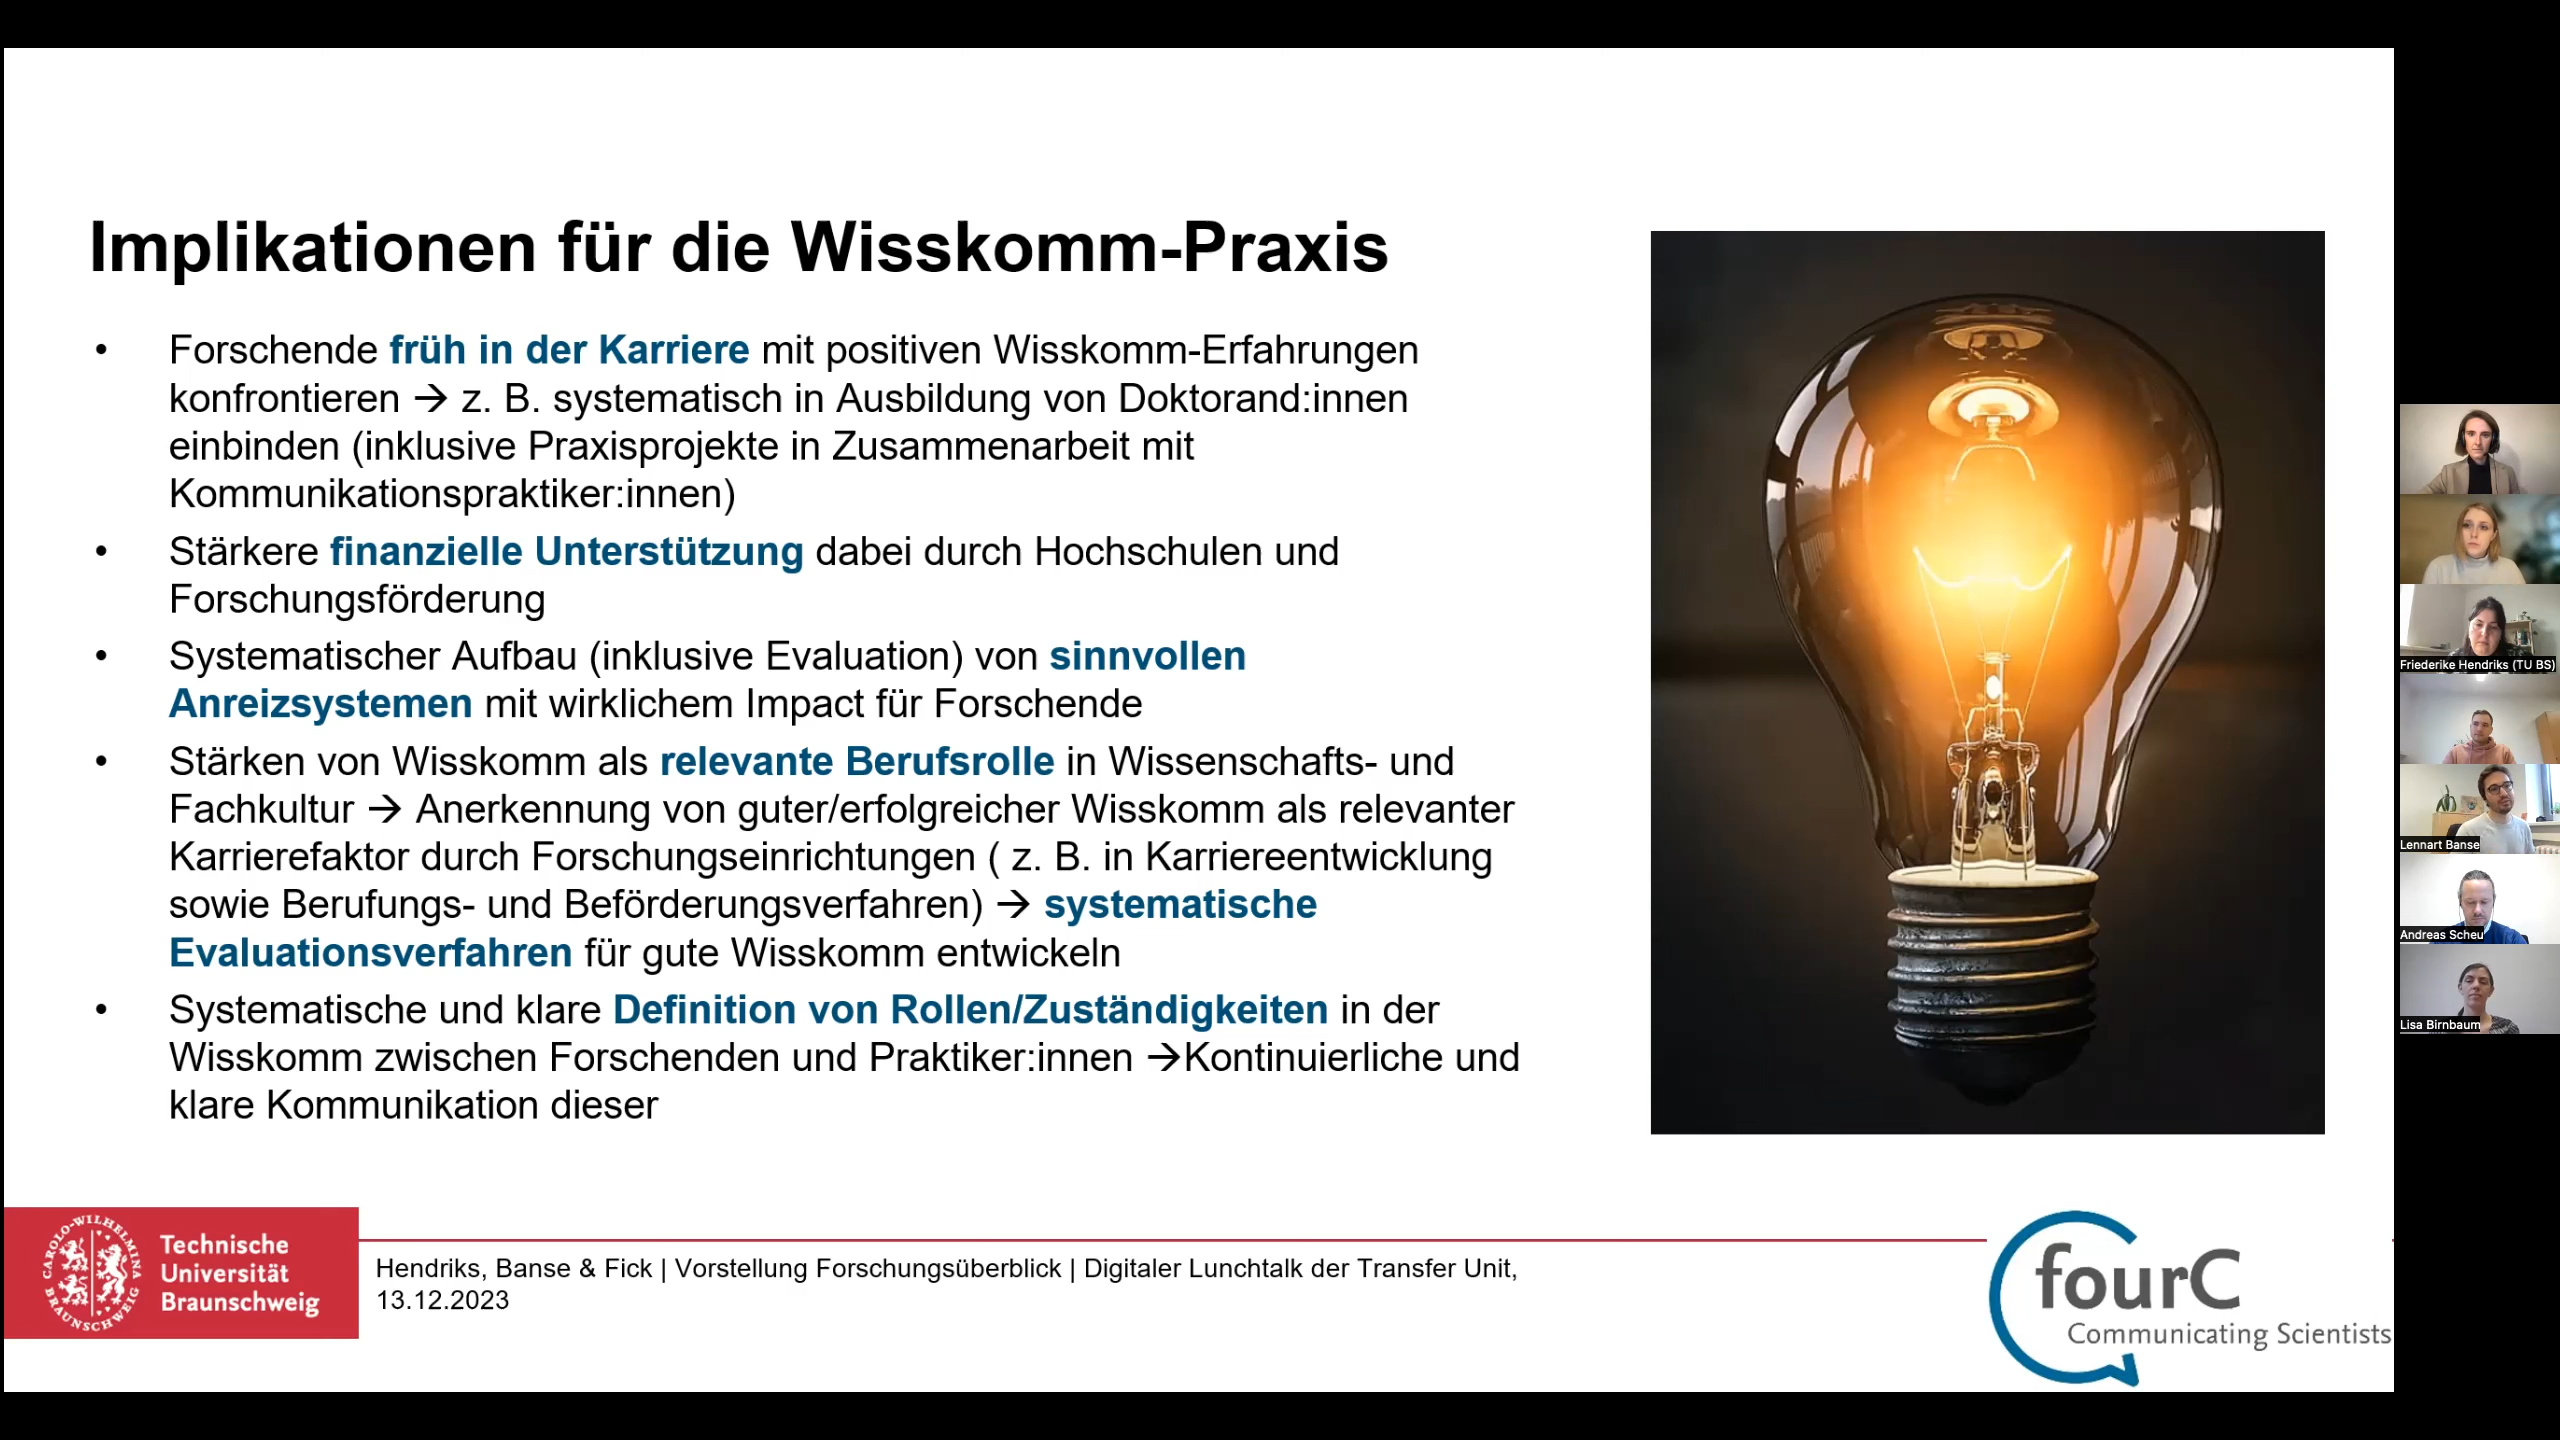 Implikationen für die Wisskomm-Praxis
• Forschende früh in der Karriere mit positiven Wisskomm-Erfahrungen
konfrontieren → z. B. systematisch in Ausbildung von Doktorand:innen
einbinden (inklusive Praxisprojekte in Zusammenarbeit mit
Kommunikationspraktiker:innen)
• Stärkere finanzielle Unterstützung dabei durch Hochschulen und
Forschungsförderung
• Systematischer Aufbau (inklusive Evaluation) von sinnvollen
Anreizsystemen mit wirklichem Impact für Forschende
• Stärken von Wisskomm als relevante Berufsrolle in Wissenschafts- und
Fachkultur → Anerkennung von guter/erfolgreicher Wisskomm als relevanter
Karrierefaktor durch Forschungseinrichtungen ( z. B. in Karriereentwicklung
sowie Berufungs- und Beförderungsverfahren) → systematische
Evaluationsverfahren für gute Wisskomm entwickeln
• Systematische und klare Definition von Rollen/Zuständigkeiten in der
Wisskomm zwischen Forschenden und Praktiker:innen →Kontinuierliche und
klare Kommunikation dieser
CAROLO-WILHELMINA
BRAUNSCHWEIG
Technische
Universität
Braunschweig
Hendriks, Banse & Fick | Vorstellung Forschungsüberblick | Digitaler Lunchtalk der Transfer Unit,
13.12.2023
fourC
Communicating Scientists
Friederike Hendriks (TU BS)
Lennart Banse
Andreas Scheu
Lisa Birnbaum